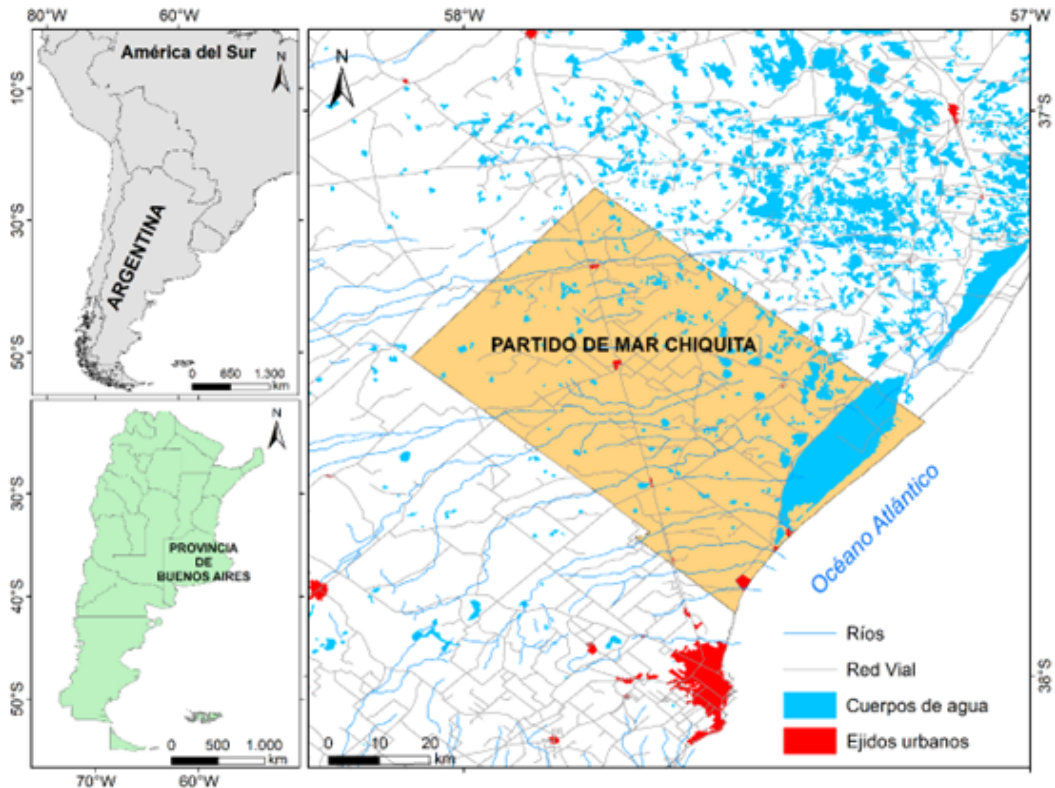 80°W
60°W
América del Sur
N
10°S
30°S
50°S
ARGENTINA
0 650 1.300
km
N
30°S
40°S
50°S
PROVINCIA
DE
BUENOS AIRES
0 500 1.000
km
70°W
60°W
58°W
57°W
N
37°S
38°S
PARTIDO DE MAR CHIQUITA
Océano Atlántico
Ríos
Red Vial
Cuerpos de agua
Ejidos urbanos
0 10 20
km